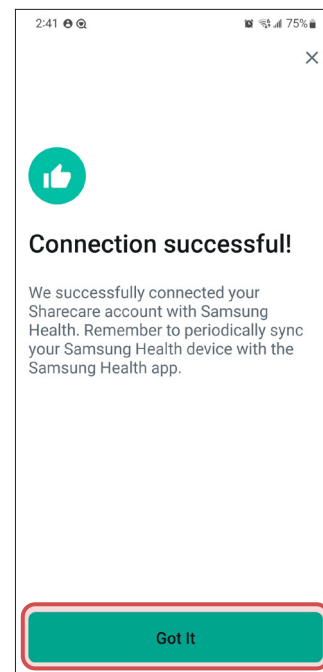 2:41 75%
Connection successful!
We successfully connected your
Sharecare account with Samsung
Health. Remember to periodically sync
your Samsung Health device with the
Samsung Health app.
Got It